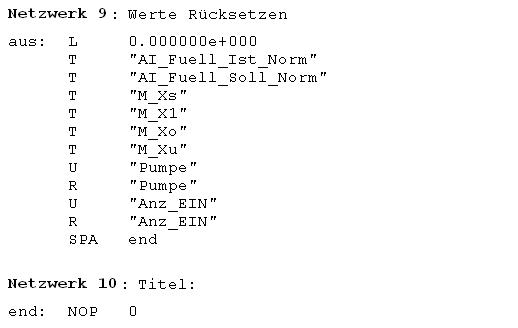 Netzwerk 9: Werte Rücksetzen
aus: L 0.000000e+000
T "AI_Fuell_Ist_Norm"
T "AI_Fuell_Soll_Norm"
T "M_Xs"
T "M_X1"
T "M_Xo"
T "M_Xu"
U "Pumpe"
R "Pumpe"
U "Anz_EIN"
R "Anz_EIN"
SPA end
Netzwerk 10: Titel:
end: NOP 0